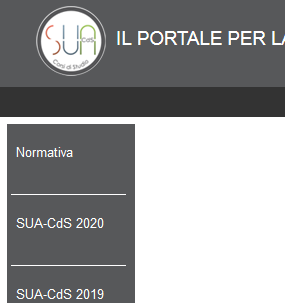 SUA
CdS
Corsi di Studio
IL PORTALE PER LA
Normativa
SUA-CdS 2020
SUA-CdS 2019